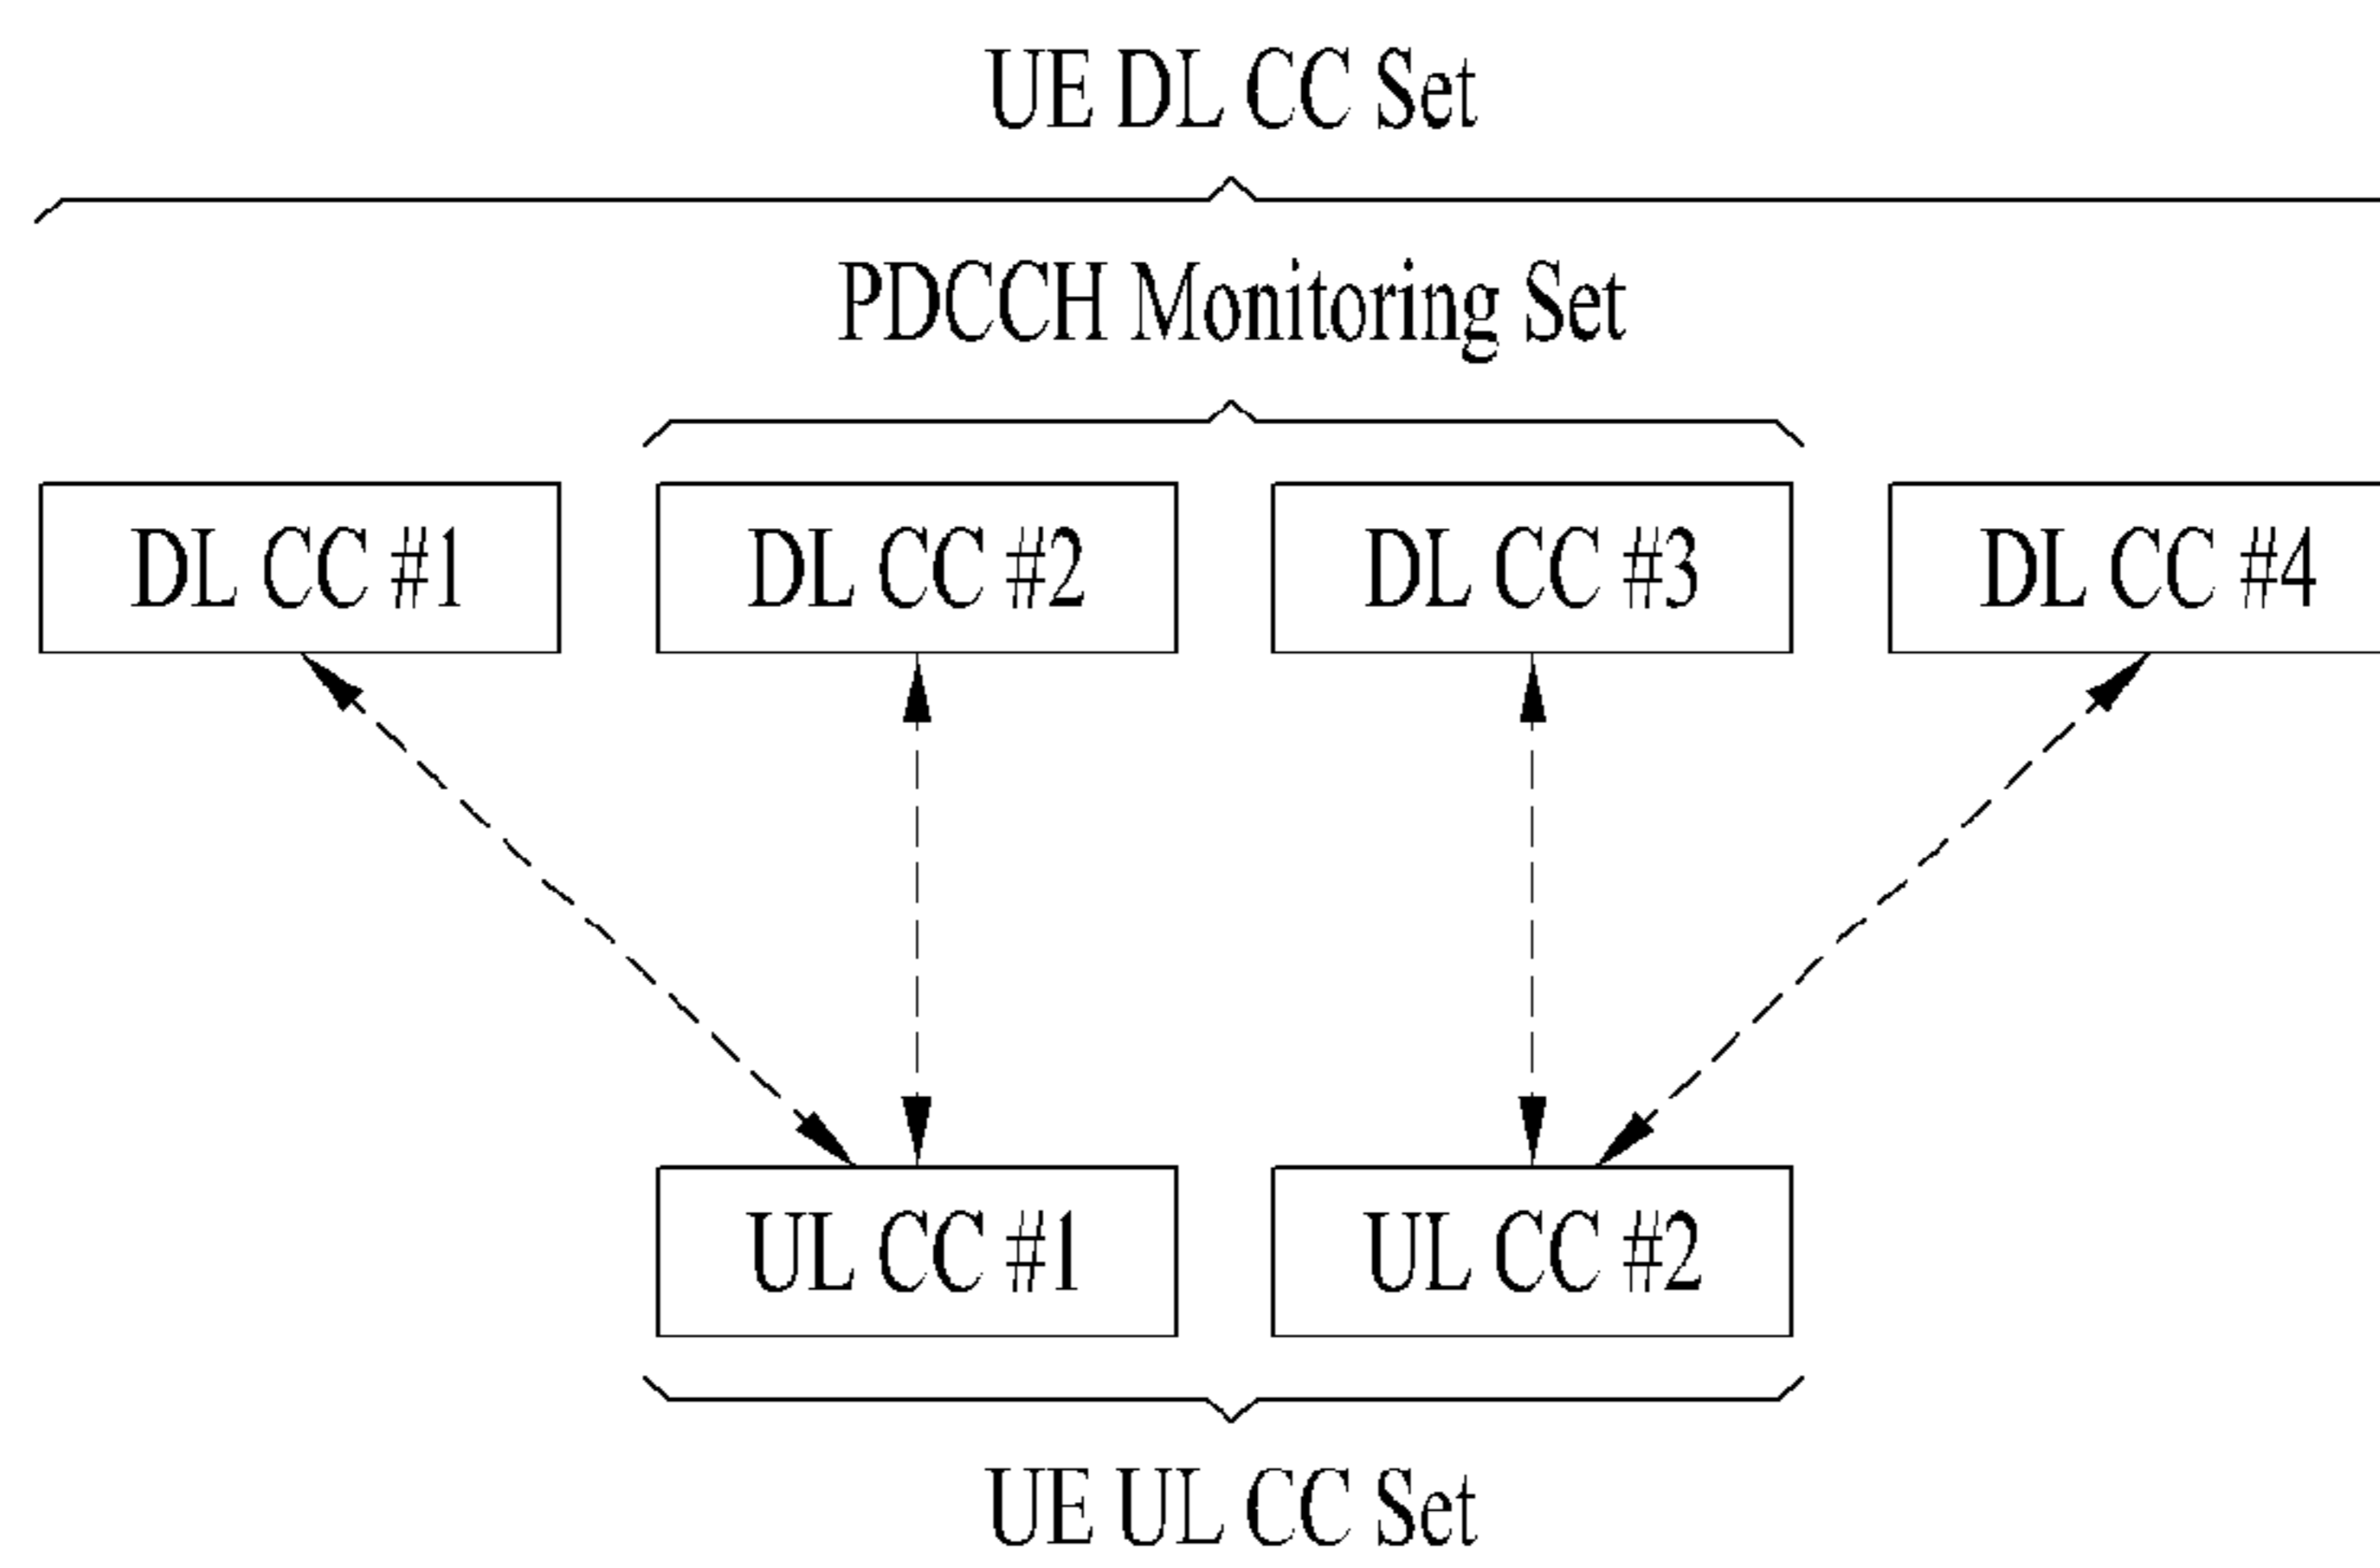 UE DL CC Set
PDCCH Monitoring Set
DL CC #1
DL CC #2
DL CC #3
DL CC #4
UL CC #1
UL CC #2
UE UL CC Set